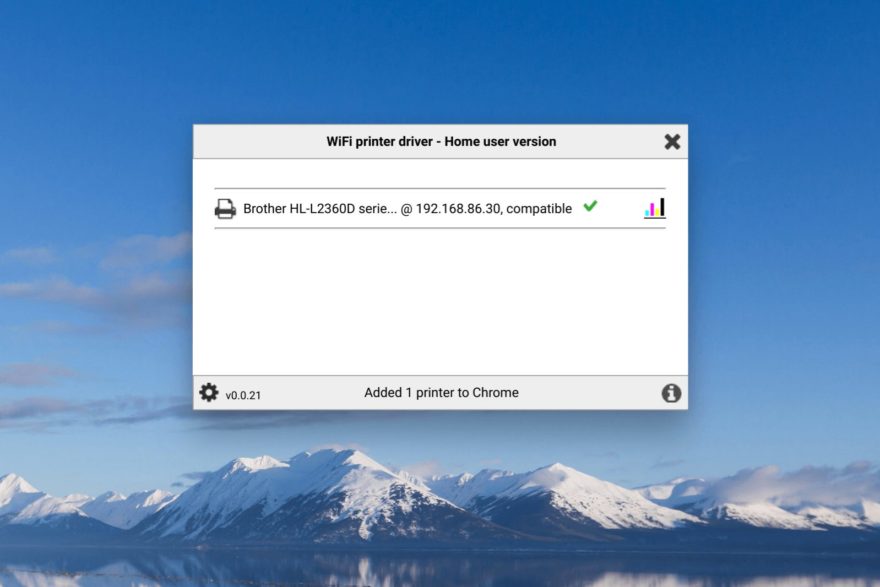 WiFi printer driver - Home user version
Brother HL-L2360D serie... @ 192.168.86.30, compatible
v0.0.21 Added 1 printer to Chrome